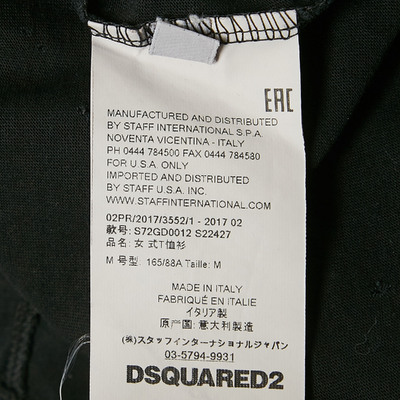 EAC
MANUFACTURED AND DISTRIBUTED
BY STAFF INTERNATIONAL S.P.A.
NOVENTA VICENTINA - ITALY
PH 0444 784500 FAX 0444 784580
FOR U.S.A. ONLY
IMPORTED AND DISTRIBUTED
BY STAFF U.S.A. INC.
WWW.STAFFINTERNATIONAL.COM
02PR/2017/3552/1 - 2017 02
款号: S72GD0012 S22427
品名: 女 式T恤衫
M 号型: 165/88A Taille: M
MADE IN ITALY
FABRIQUÉ EN ITALIE
イタリア製
原产国: 意大利制造
(株)スタッフインターナショナルジャパン
03-5794-9931
DSQUARED2